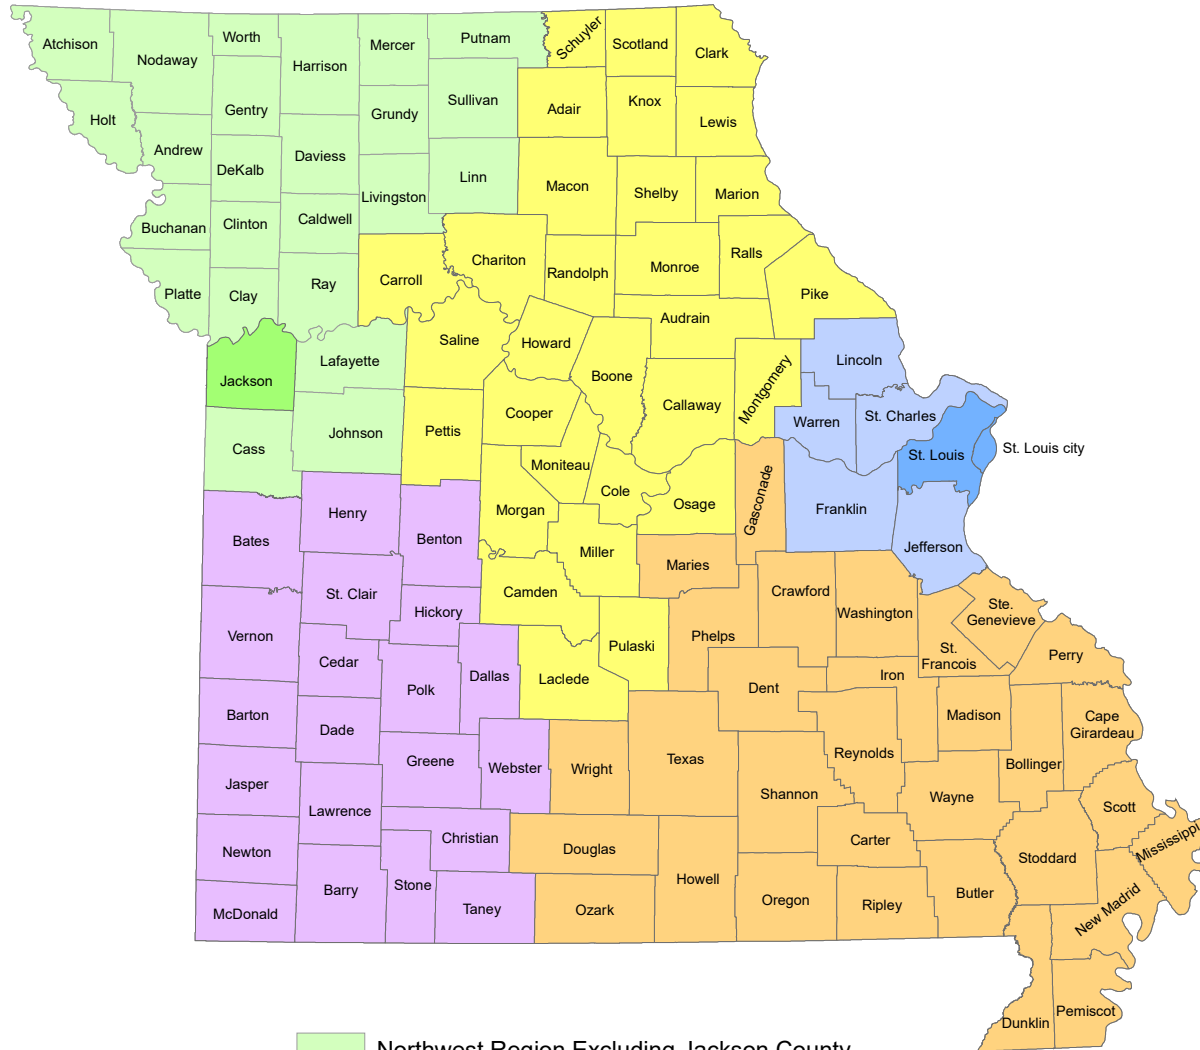 Atchison
Nodaway
Worth
Harrison
Mercer
Putnam
Schuyler
Scotland
Clark
Holt
Gentry
Grundy
Sullivan
Adair
Knox
Lewis
Andrew
DeKalb
Daviess
Livingston
Linn
Macon
Shelby
Marion
Buchanan
Clinton
Caldwell
Chariton
Randolph
Monroe
Ralls
Platte
Clay
Ray
Carroll
Pike
Audrain
Saline
Howard
Boone
Callaway
Montgomery
Lincoln
Jackson
Lafayette
Cooper
Warren
St. Charles
Cass
Johnson
Pettis
Moniteau
Cole
St. Louis
St. Louis city
Henry
Benton
Morgan
Osage
Gasconade
Franklin
Bates
Miller
Maries
Jefferson
St. Clair
Hickory
Camden
Crawford
Washington
Ste.
Genevieve
Vernon
Cedar
Polk
Dallas
Laclede
Pulaski
Phelps
Dent
Iron
St.
Francois
Perry
Barton
Dade
Madison
Cape
Girardeau
Greene
Webster
Wright
Texas
Reynolds
Bollinger
Jasper
Lawrence
Shannon
Wayne
Scott
Newton
Christian
Douglas
Carter
Stoddard
Mississippi
McDonald
Barry
Stone
Taney
Ozark
Howell
Oregon
Ripley
Butler
New Madrid
Dunklin
Pemiscot
Northwest Region Excluding Jackson County